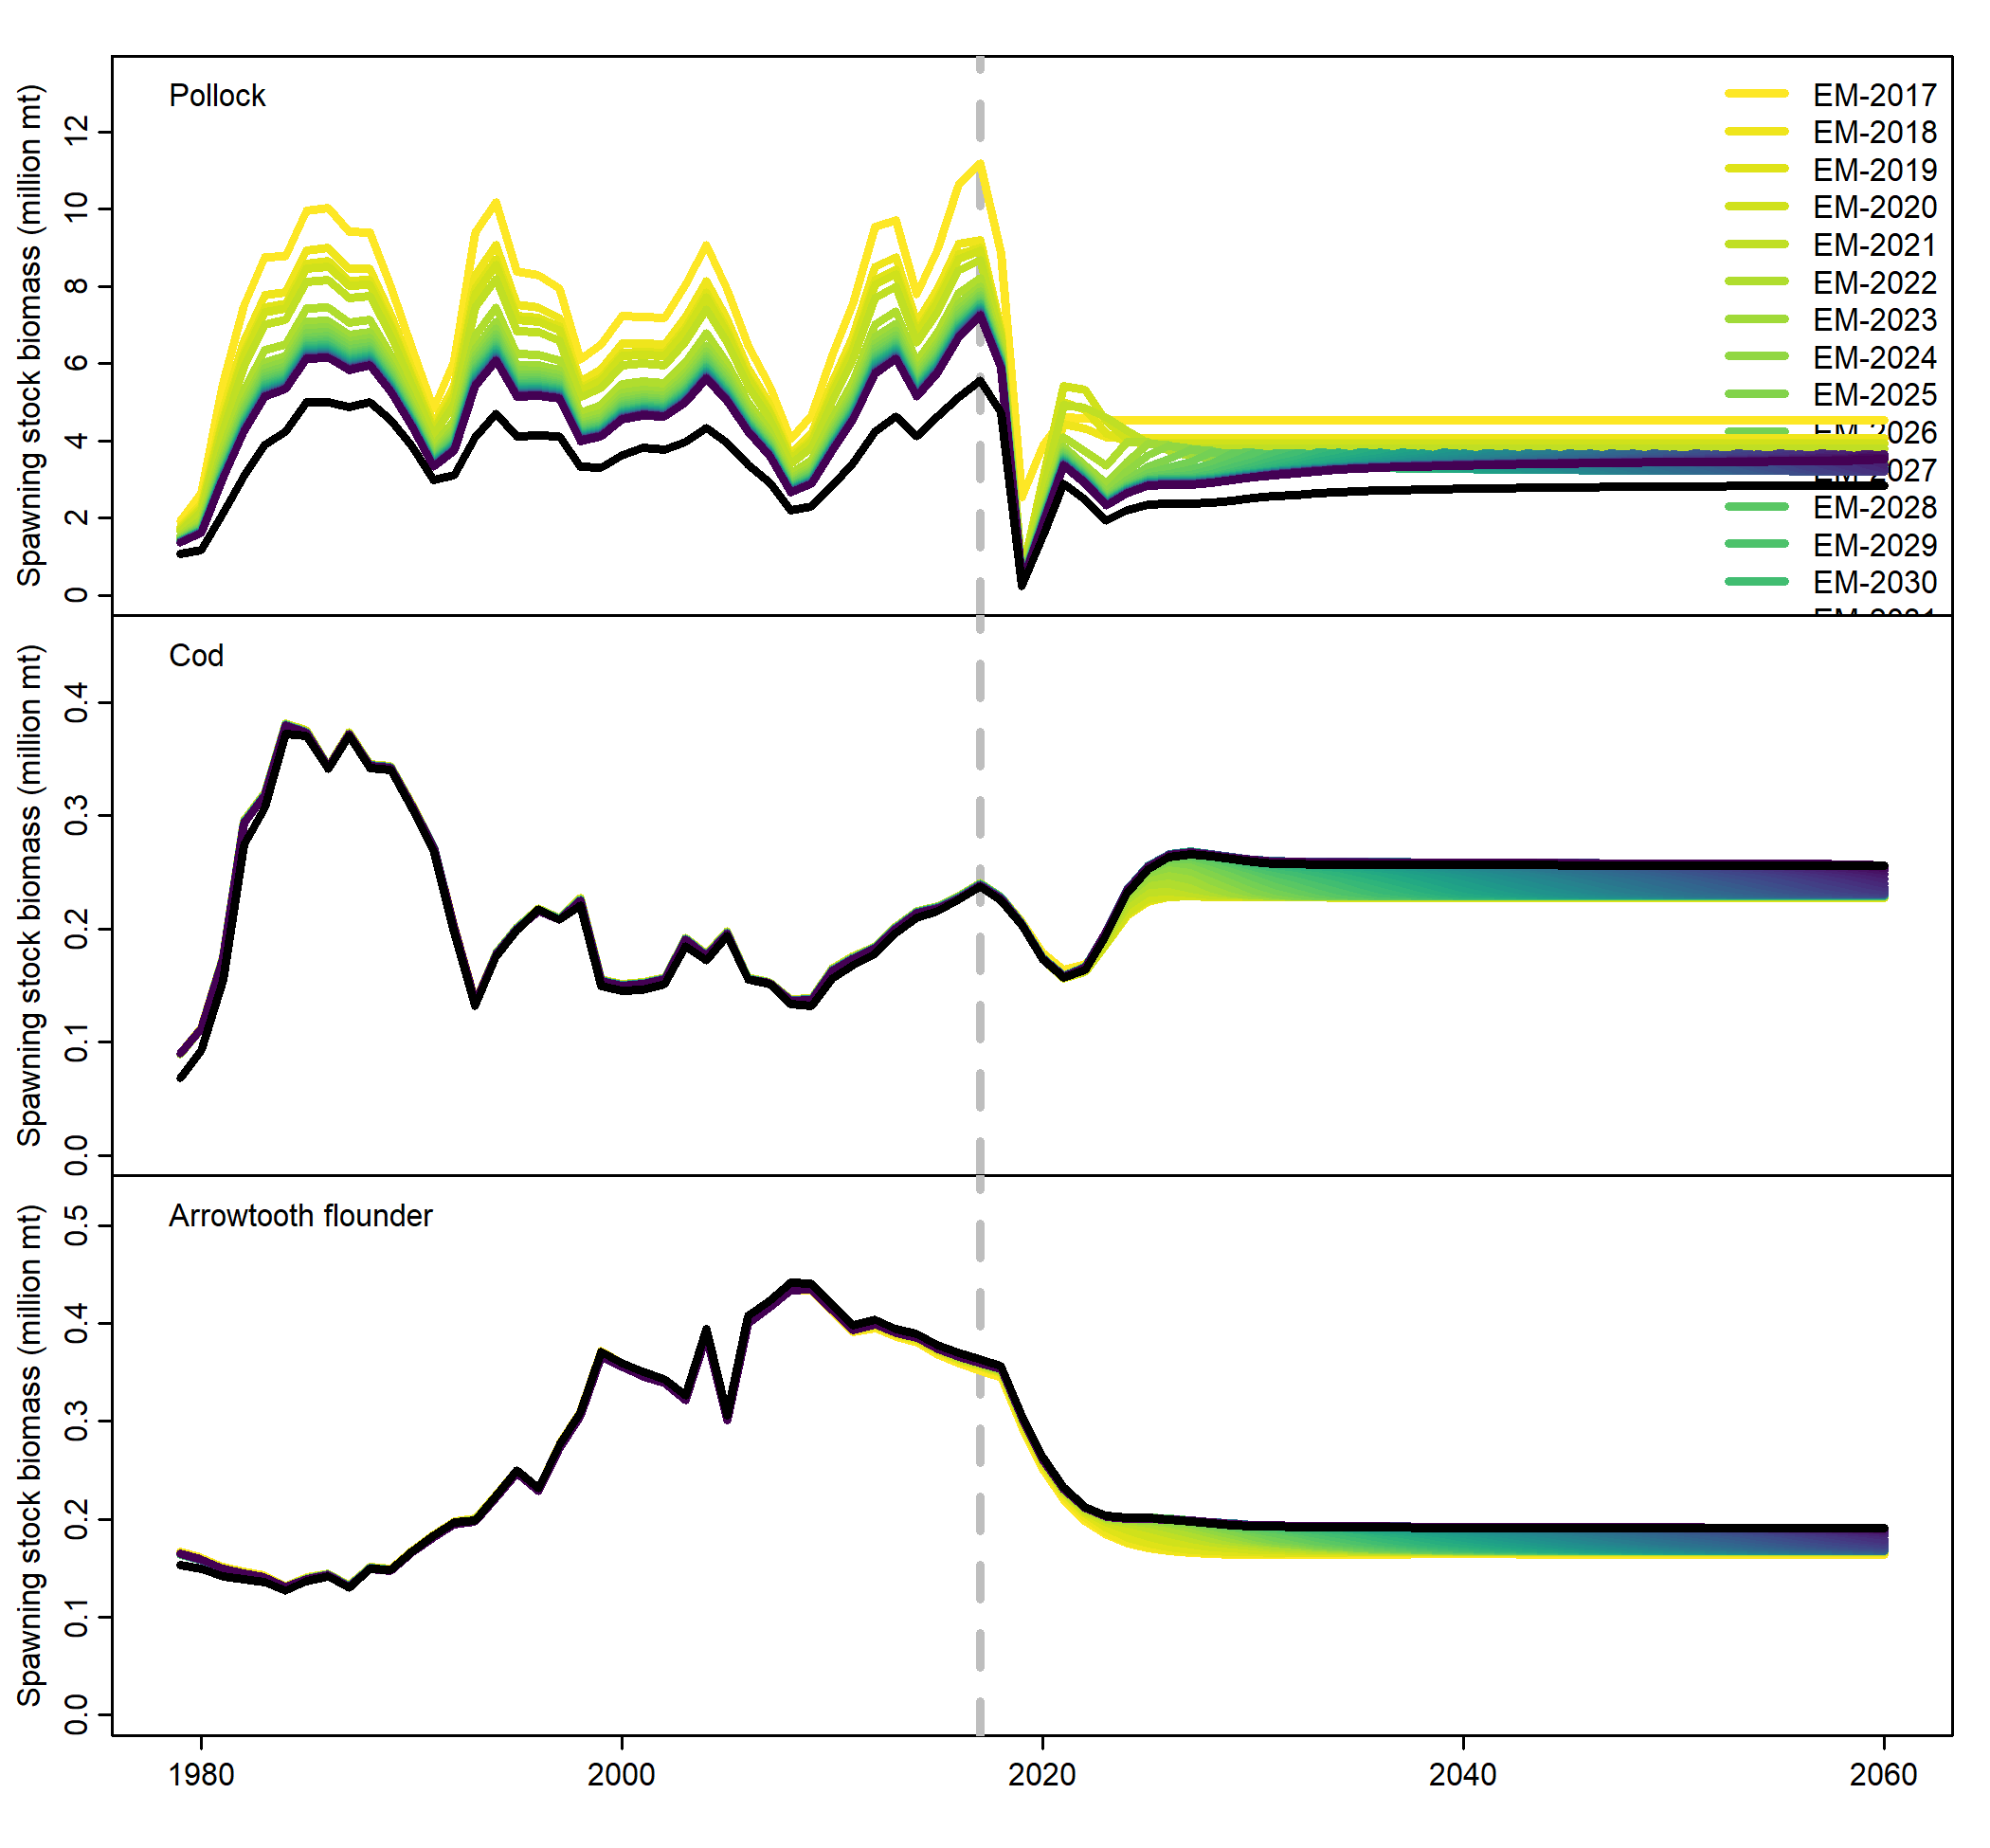 Pollock
Spawning stock biomass (million mt)
12
10
8
6
4
2
0
EM-2017
EM-2018
EM-2019
EM-2020
EM-2021
EM-2022
EM-2023
EM-2024
EM-2025
EM-2026
EM-2027
EM-2028
EM-2029
EM-2030
Cod
Spawning stock biomass (million mt)
0.4
0.3
0.2
0.1
0.0
Arrowtooth flounder
Spawning stock biomass (million mt)
0.5
0.4
0.3
0.2
0.1
0.0
1980
2000
2020
2040
2060